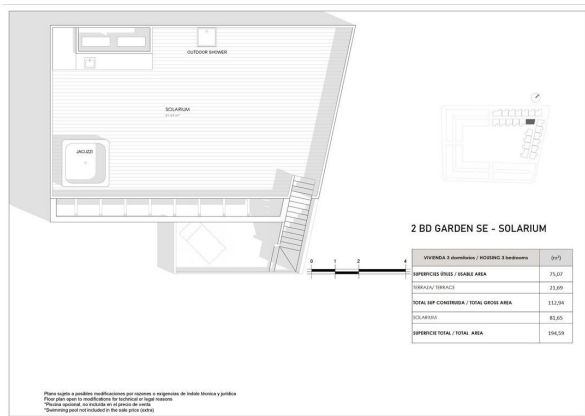 OUTDOOR SHOWER
SOLARIUM
JACUZZI
0 1 2 4
2 BD GARDEN SE - SOLARIUM
VIVIENDA 3 dormitorios / HOUSING 3 bedrooms (m²)
SUPERFICIES ÚTILES / USABLE AREA 75,07
TERRAZA/ TERRACE 21,69
TOTAL SUP CONSTRUIDA / TOTAL GROSS AREA 112,94
SOLARIUM 81,65
SUPERFICIE TOTAL / TOTAL AREA 194,59
Plano sujeto a posibles modificaciones por razones o exigencias de índole técnica y jurídica
Floor plan open to modifications for technical or legal reasons
*Piscina opcional, no incluida en el precio de venta
*Swimming pool not included in the sale price (extra)